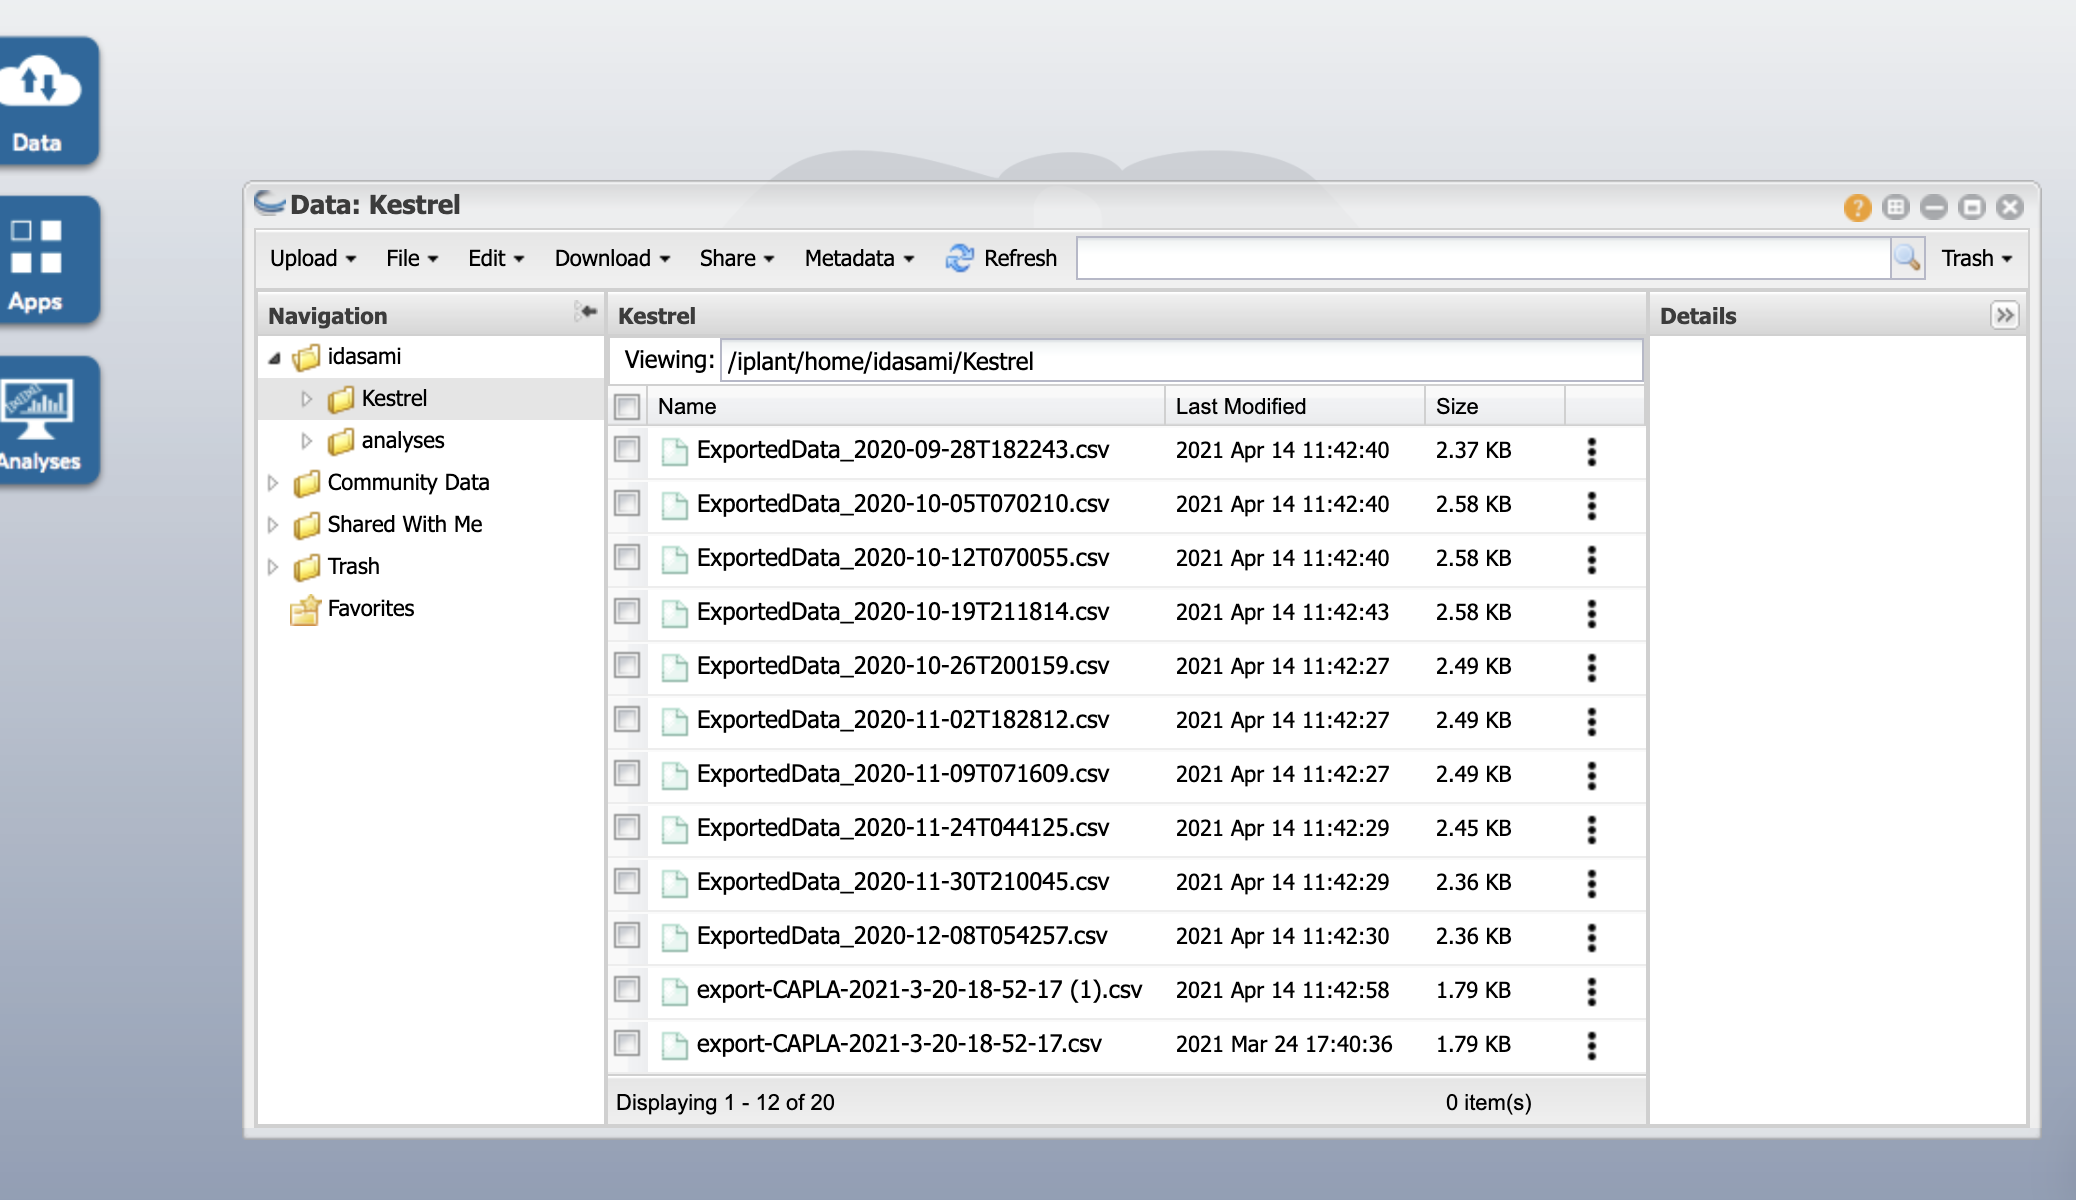 Data
Apps
Analyses
Data: Kestrel
?
Upload File Edit Download Share Metadata Refresh Trash
Navigation
idasami
Kestrel
analyses
Community Data
Shared With Me
Trash
Favorites
Kestrel
Viewing: /iplant/home/idasami/Kestrel
Name Last Modified Size
ExportedData_2020-09-28T182243.csv 2021 Apr 14 11:42:40 2.37 KB
ExportedData_2020-10-05T070210.csv 2021 Apr 14 11:42:40 2.58 KB
ExportedData_2020-10-12T070055.csv 2021 Apr 14 11:42:40 2.58 KB
ExportedData_2020-10-19T211814.csv 2021 Apr 14 11:42:43 2.58 KB
ExportedData_2020-10-26T200159.csv 2021 Apr 14 11:42:27 2.49 KB
ExportedData_2020-11-02T182812.csv 2021 Apr 14 11:42:27 2.49 KB
ExportedData_2020-11-09T071609.csv 2021 Apr 14 11:42:27 2.49 KB
ExportedData_2020-11-24T044125.csv 2021 Apr 14 11:42:29 2.45 KB
ExportedData_2020-11-30T210045.csv 2021 Apr 14 11:42:29 2.36 KB
ExportedData_2020-12-08T054257.csv 2021 Apr 14 11:42:30 2.36 KB
export-CAPLA-2021-3-20-18-52-17 (1).csv 2021 Apr 14 11:42:58 1.79 KB
export-CAPLA-2021-3-20-18-52-17.csv 2021 Mar 24 17:40:36 1.79 KB
Displaying 1 - 12 of 20 0 item(s)
Details